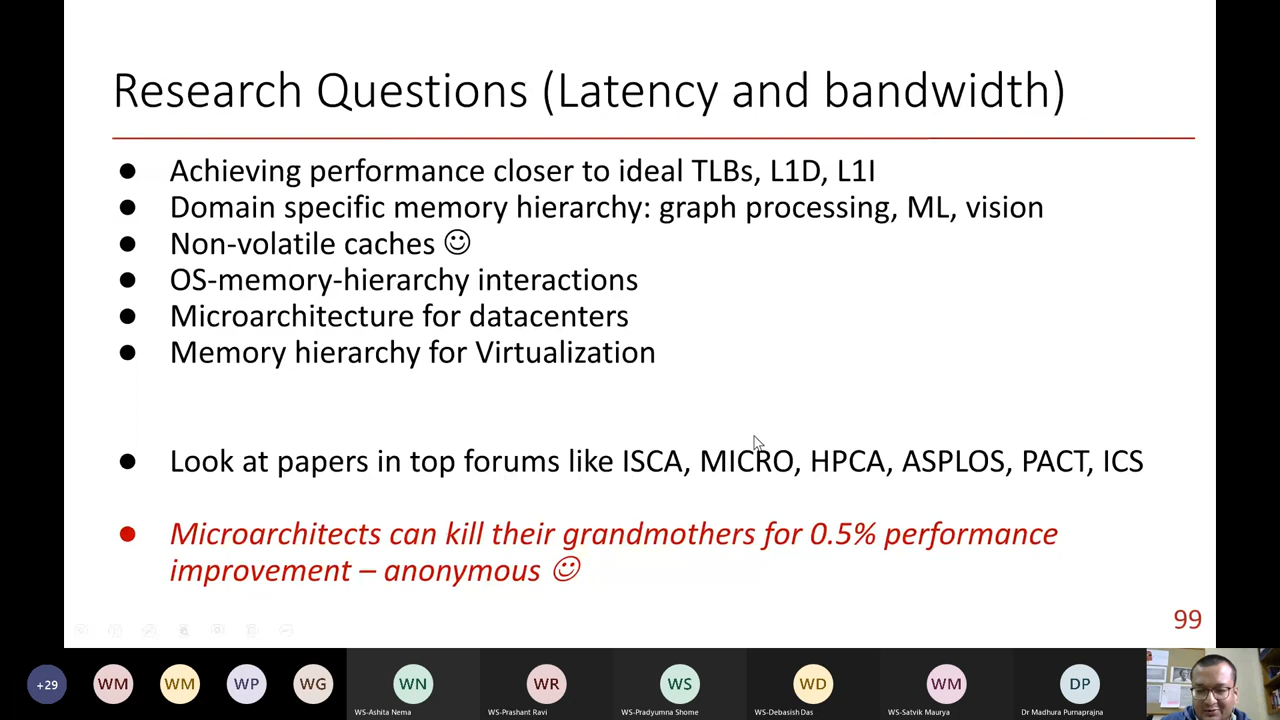 Research Questions (Latency and bandwidth)
● Achieving performance closer to ideal TLBs, L1D, L1I
● Domain specific memory hierarchy: graph processing, ML, vision
● Non-volatile caches ☺
● OS-memory-hierarchy interactions
● Microarchitecture for datacenters
● Memory hierarchy for Virtualization
● Look at papers in top forums like ISCA, MICRO, HPCA, ASPLOS, PACT, ICS
● Microarchitects can kill their grandmothers for 0.5% performance
improvement – anonymous ☺
99
+29 WM WM WP WG WN WR WS WD WM DP
WS-Ashita Nema WS-Prashant Ravi WS-Pradyumna Shome WS-Debasish Das WS-Satvik Maurya Dr Madhura Purnaprajna